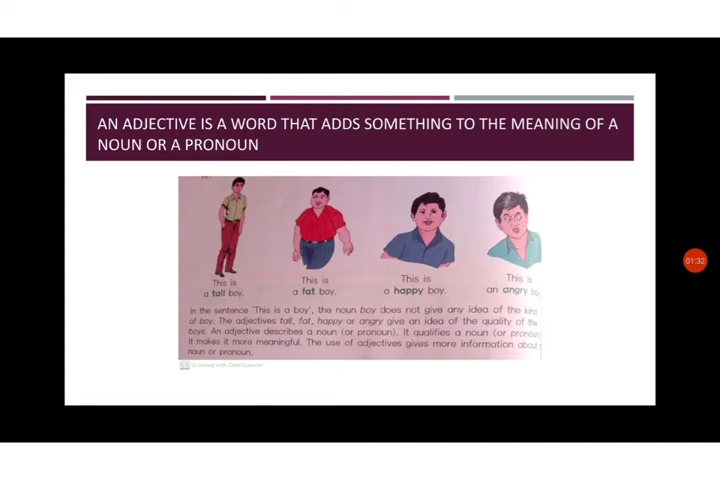 AN ADJECTIVE IS A WORD THAT ADDS SOMETHING TO THE MEANING OF A
NOUN OR A PRONOUN
This is
a tall boy.
This is
a fat boy.
This is
a happy boy.
This is
an angry bo
In the sentence 'This is a boy', the noun boy does not give any idea of the kind
of boy. The adjectives tall, fat, happy or angry give an idea of the quality of the
boys. An adjective describes a noun (or pronoun). It qualifies a noun (or pronoun
It makes it more meaningful. The use of adjectives gives more information about
noun or pronoun.
CS Scanned with CamScanner
01:32